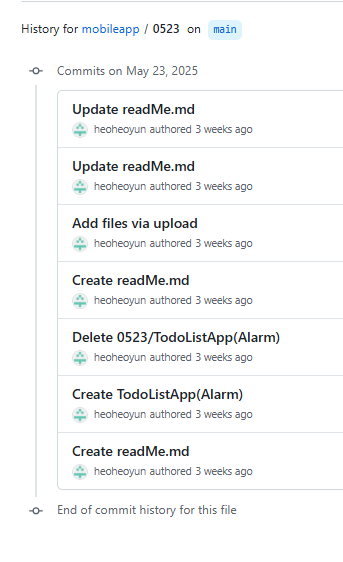 History for mobileapp / 0523 on main
Commits on May 23, 2025
Update readMe.md
heoheoyun authored 3 weeks ago
Update readMe.md
heoheoyun authored 3 weeks ago
Add files via upload
heoheoyun authored 3 weeks ago
Create readMe.md
heoheoyun authored 3 weeks ago
Delete 0523/TodoListApp(Alarm)
heoheoyun authored 3 weeks ago
Create TodoListApp(Alarm)
heoheoyun authored 3 weeks ago
Create readMe.md
heoheoyun authored 3 weeks ago
End of commit history for this file